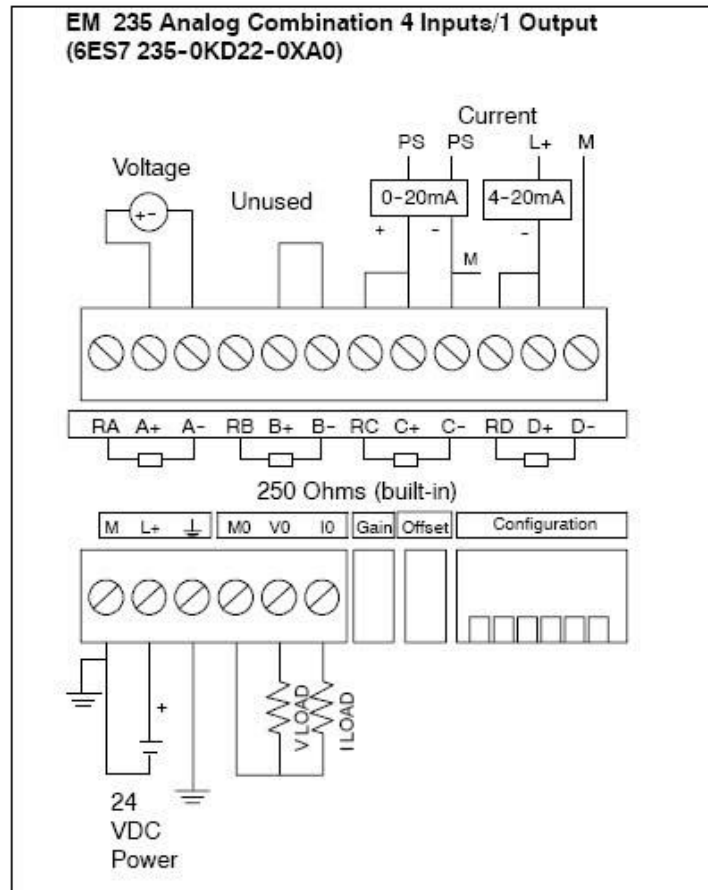 EM 235 Analog Combination 4 Inputs/1 Output
(6ES7 235-0KD22-0XA0)
Current
PS PS L+ M
Voltage
Unused
0-20mA 4-20mA
+-
+ - -
M
RA A+ A- RB B+ B- RC C+ C- RD D+ D-
250 Ohms (built-in)
M L+ M0 V0 I0 Gain Offset Configuration
+
V LOAD
I LOAD
24
VDC
Power